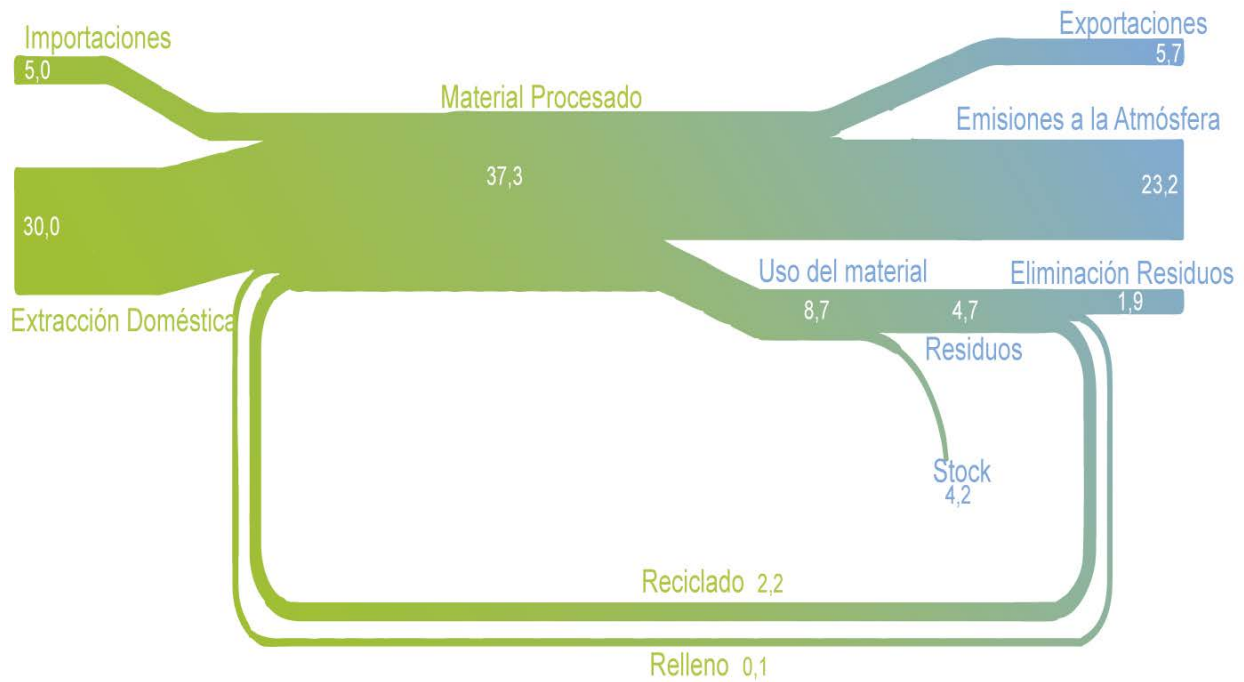 Importaciones
5,0
Exportaciones
5,7
Material Procesado
37,3
Emisiones a la Atmósfera
23,2
30,0
Extracción Doméstica
Uso del material
8,7
4,7
Residuos
Eliminación Residuos
1,9
Stock
4,2
Reciclado 2,2
Relleno 0,1